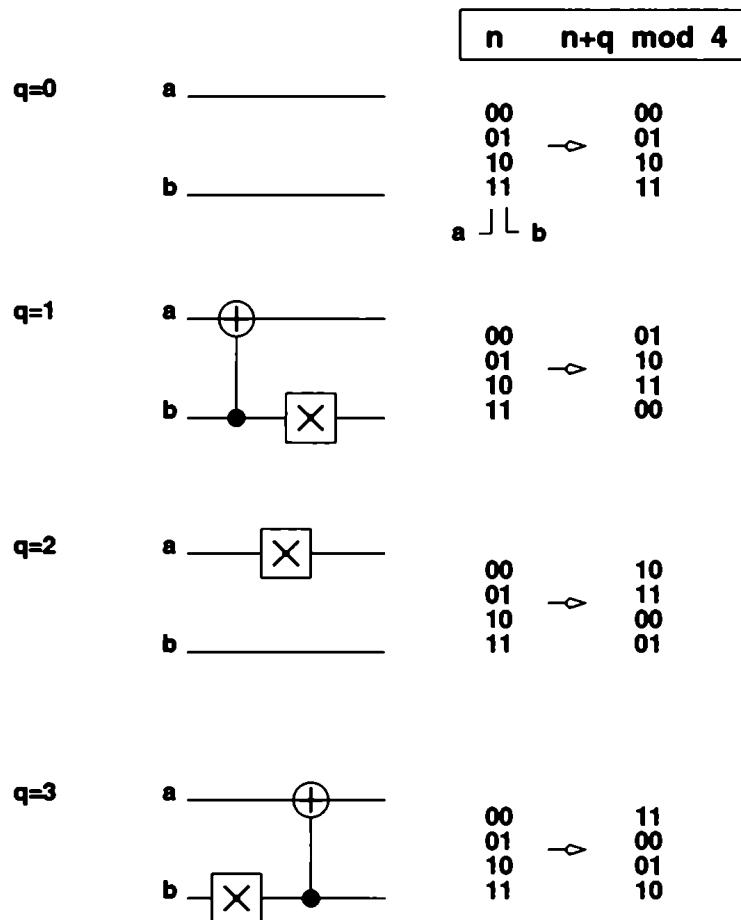 n n+q mod 4
q=0 a
00 00
01 01
10 10
b 11 11
a b
q=1 a
00 01
01 10
10 11
b 11 00
q=2 a
00 10
01 11
10 00
b 11 01
q=3 a
00 11
01 00
10 01
b 11 10